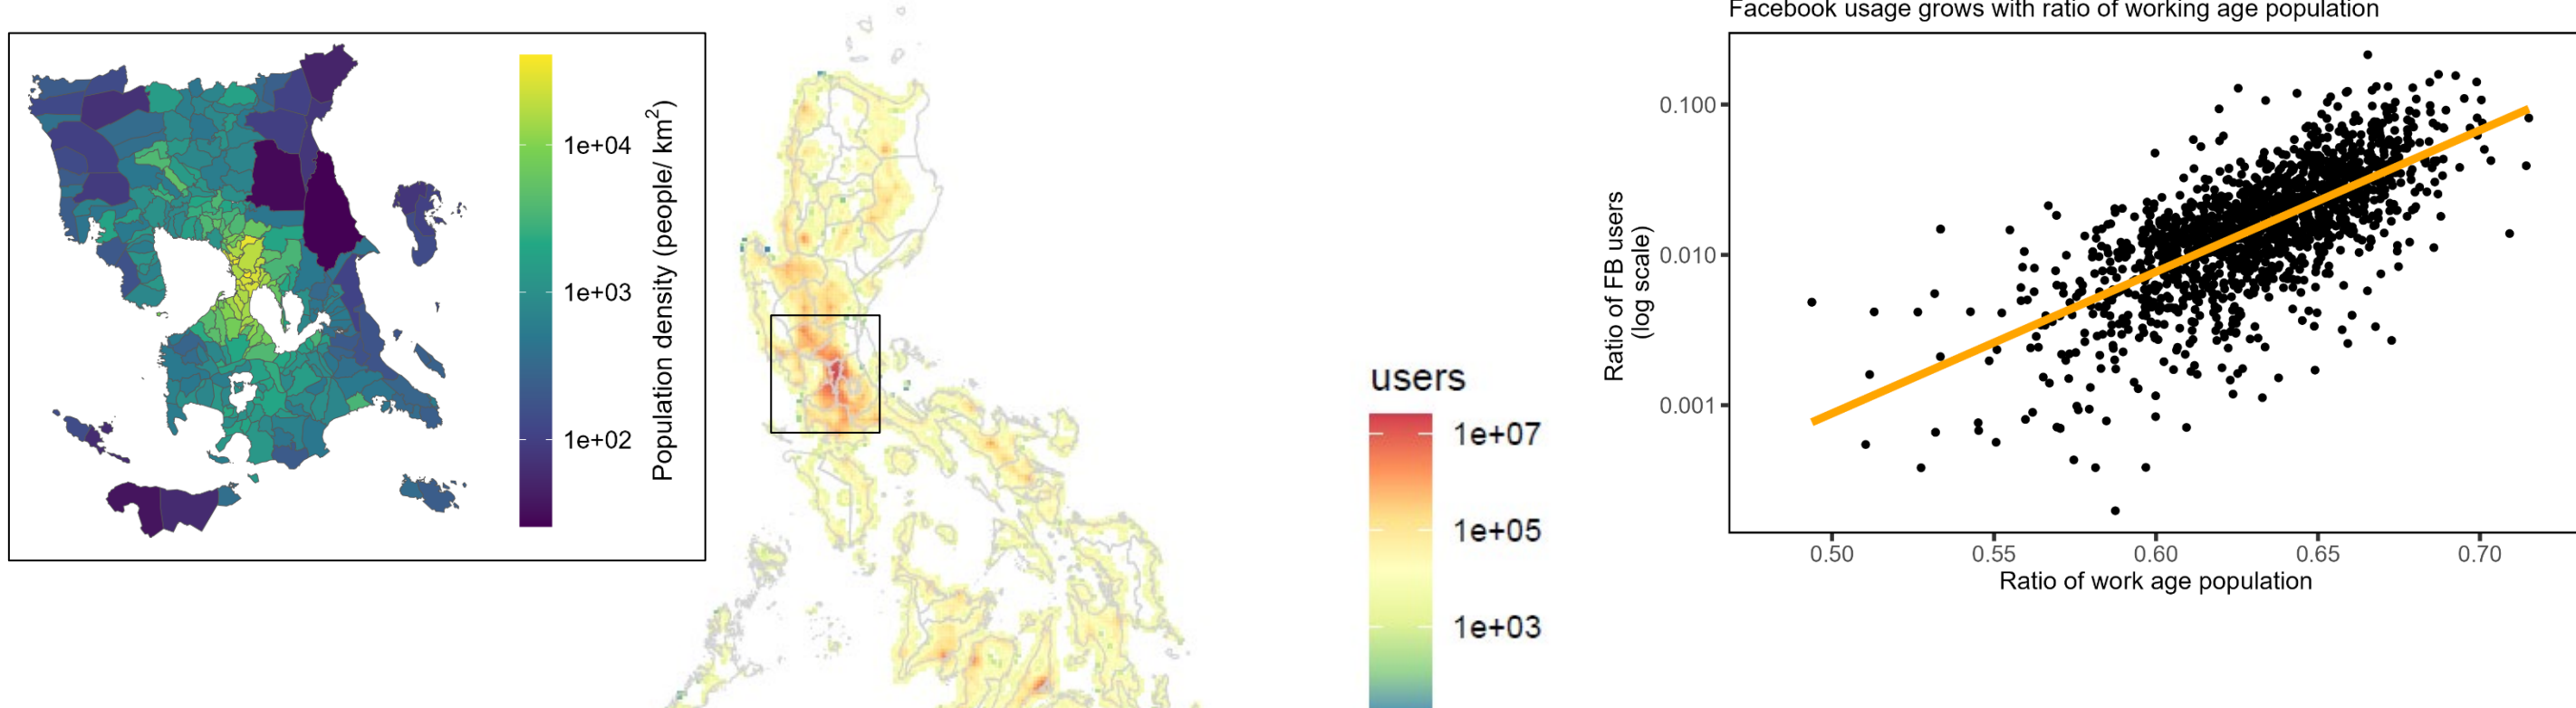 1e+04
1e+03
1e+02
Population density (people/ km²)
users
1e+07
1e+05
1e+03
Facebook usage grows with ratio of working age population
Ratio of FB users
(log scale)
0.100
0.010
0.001
0.50 0.55 0.60 0.65 0.70
Ratio of work age population